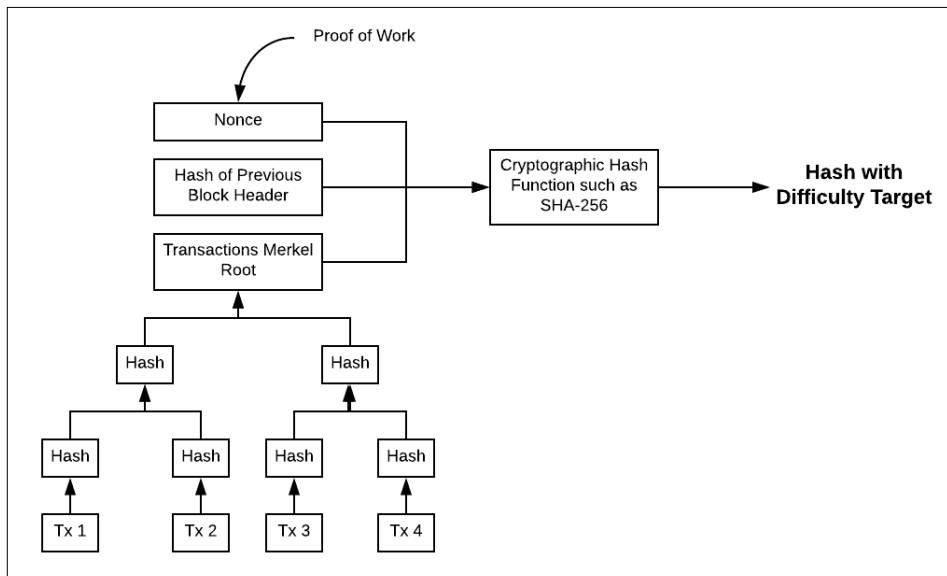 Proof of Work
Nonce
Hash of Previous
Block Header
Transactions Merkel
Root
Cryptographic Hash
Function such as
SHA-256
Hash with
Difficulty Target
Hash
Hash
Hash
Hash
Hash
Hash
Tx 1
Tx 2
Tx 3
Tx 4